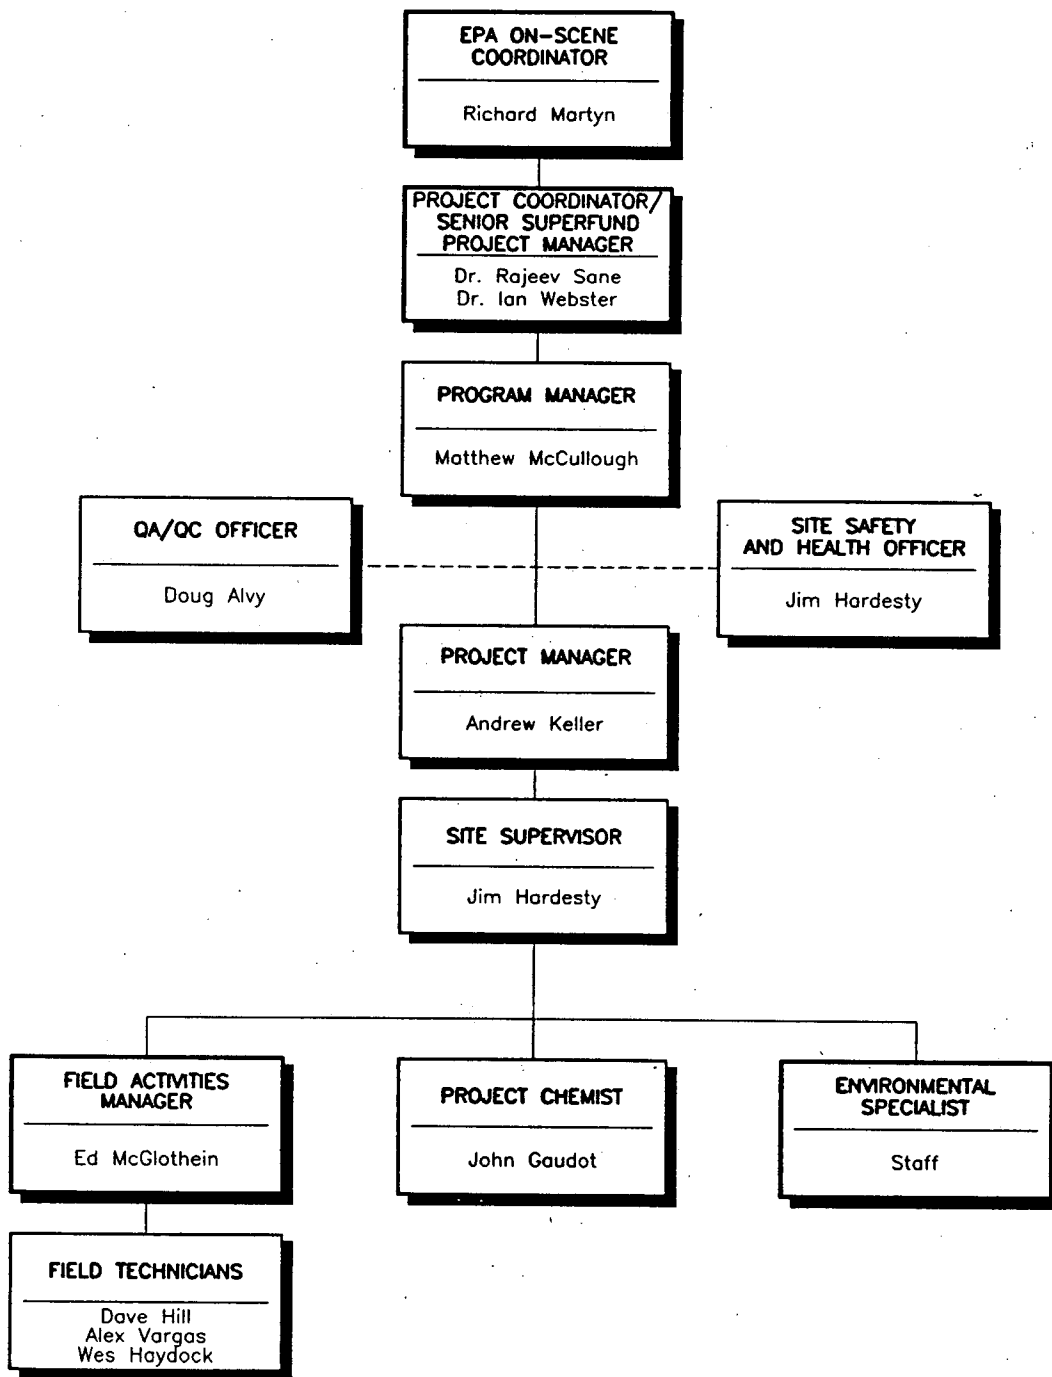 EPA ON-SCENE
COORDINATOR
Richard Martyn
PROJECT COORDINATOR/
SENIOR SUPERFUND
PROJECT MANAGER
Dr. Rajeev Sane
Dr. Ian Webster
PROGRAM MANAGER
Matthew McCullough
QA/QC OFFICER
Doug Alvy
SITE SAFETY
AND HEALTH OFFICER
Jim Hardesty
PROJECT MANAGER
Andrew Keller
SITE SUPERVISOR
Jim Hardesty
FIELD ACTIVITIES
MANAGER
Ed McGlothein
PROJECT CHEMIST
John Gaudot
ENVIRONMENTAL
SPECIALIST
Staff
FIELD TECHNICIANS
Dave Hill
Alex Vargas
Wes Haydock